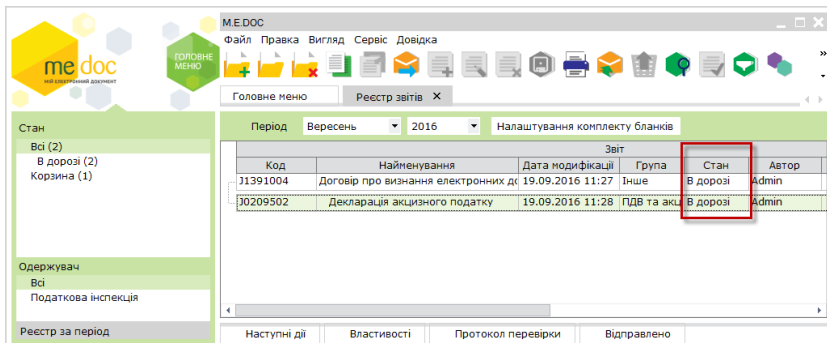 M.E.DOC
Файл Правка Вигляд Сервіс Довідка
me doc
МІЙ ЕЛЕКТРОННИЙ ДОКУМЕНТ
ГОЛОВНЕ
МЕНЮ
»
Головне меню Реєстр звітів X
Стан
Всі (2)
В дорозі (2)
Корзина (1)
Одержувач
Всі
Податкова інспекція
Реєстр за період
Період Вересень 2016 Налаштування комплекту бланків
Звіт
Код Найменування Дата модифікації Група Стан Автор
J1391004 Договір про визнання електронних до 19.09.2016 11:27 Інше В дорозі Admin
J0209502 Декларація акцизного податку 19.09.2016 11:28 ПДВ та акц В дорозі Admin
Наступні дії Властивості Протокол перевірки Відправлено